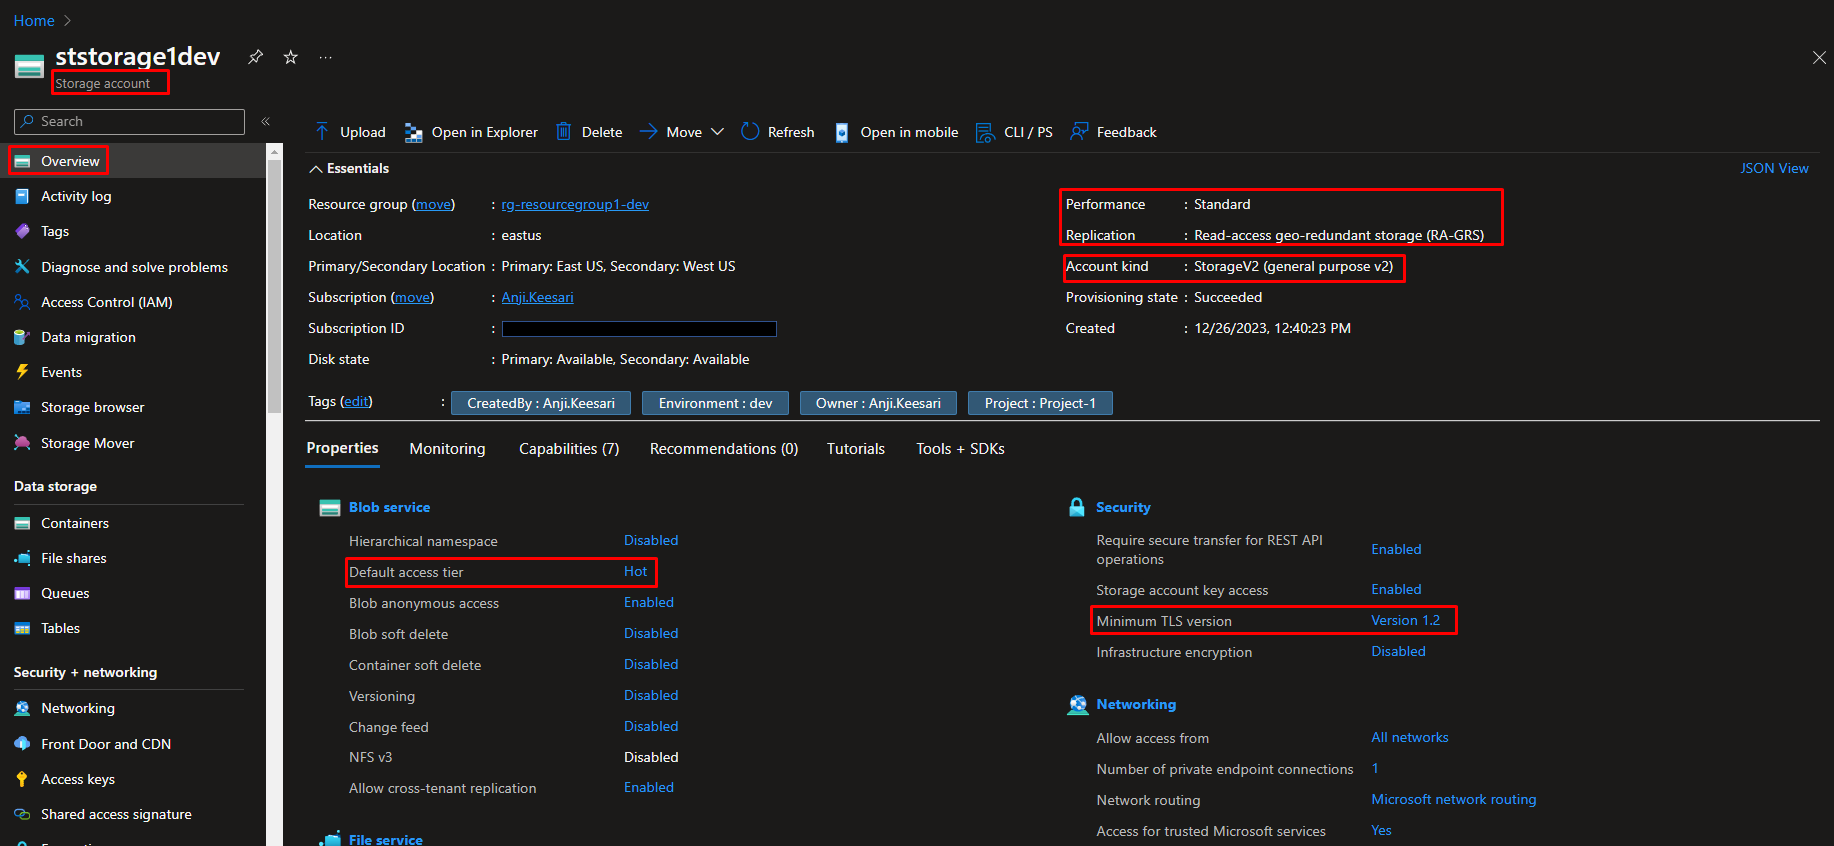 Home >
ststorage1dev
Storage account
Search
«
Upload Open in Explorer Delete Move Refresh Open in mobile CLI / PS Feedback
Overview
Activity log
Tags
Diagnose and solve problems
Access Control (IAM)
Data migration
Events
Storage browser
Storage Mover
Data storage
Containers
File shares
Queues
Tables
Security + networking
Networking
Front Door and CDN
Access keys
Shared access signature
Essentials
JSON View
Resource group (move) : rg-resourcegroup1-dev
Location : eastus
Primary/Secondary Location : Primary: East US, Secondary: West US
Subscription (move) : Anji.Keesari
Subscription ID :
Disk state : Primary: Available, Secondary: Available
Performance : Standard
Replication : Read-access geo-redundant storage (RA-GRS)
Account kind : StorageV2 (general purpose v2)
Provisioning state : Succeeded
Created : 12/26/2023, 12:40:23 PM
Tags (edit) : CreatedBy : Anji.Keesari Environment : dev Owner : Anji.Keesari Project : Project-1
Properties Monitoring Capabilities (7) Recommendations (0) Tutorials Tools + SDKs
Blob service
Hierarchical namespace Disabled
Default access tier Hot
Blob anonymous access Enabled
Blob soft delete Disabled
Container soft delete Disabled
Versioning Disabled
Change feed Disabled
NFS v3 Disabled
Allow cross-tenant replication Enabled
File service
Security
Require secure transfer for REST API
operations Enabled
Storage account key access Enabled
Minimum TLS version Version 1.2
Infrastructure encryption Disabled
Networking
Allow access from All networks
Number of private endpoint connections 1
Network routing Microsoft network routing
Access for trusted Microsoft services Yes